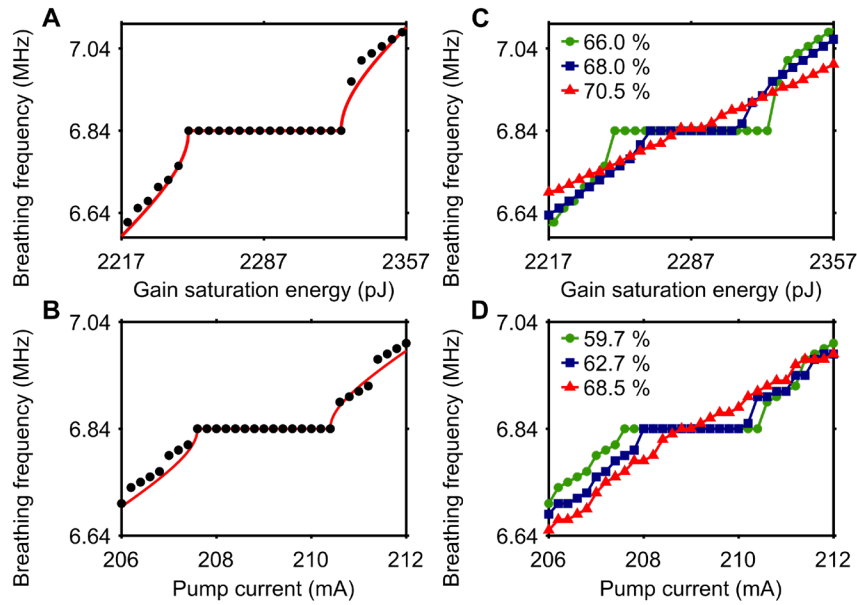 A
Breathing frequency (MHz)
7.04
6.84
6.64
2217 2287 2357
Gain saturation energy (pJ)
C
Breathing frequency (MHz)
66.0 %
68.0 %
70.5 %
7.04
6.84
6.64
2217 2287 2357
Gain saturation energy (pJ)
B
Breathing frequency (MHz)
7.04
6.84
6.64
206 208 210 212
Pump current (mA)
D
Breathing frequency (MHz)
59.7 %
62.7 %
68.5 %
7.04
6.84
6.64
206 208 210 212
Pump current (mA)